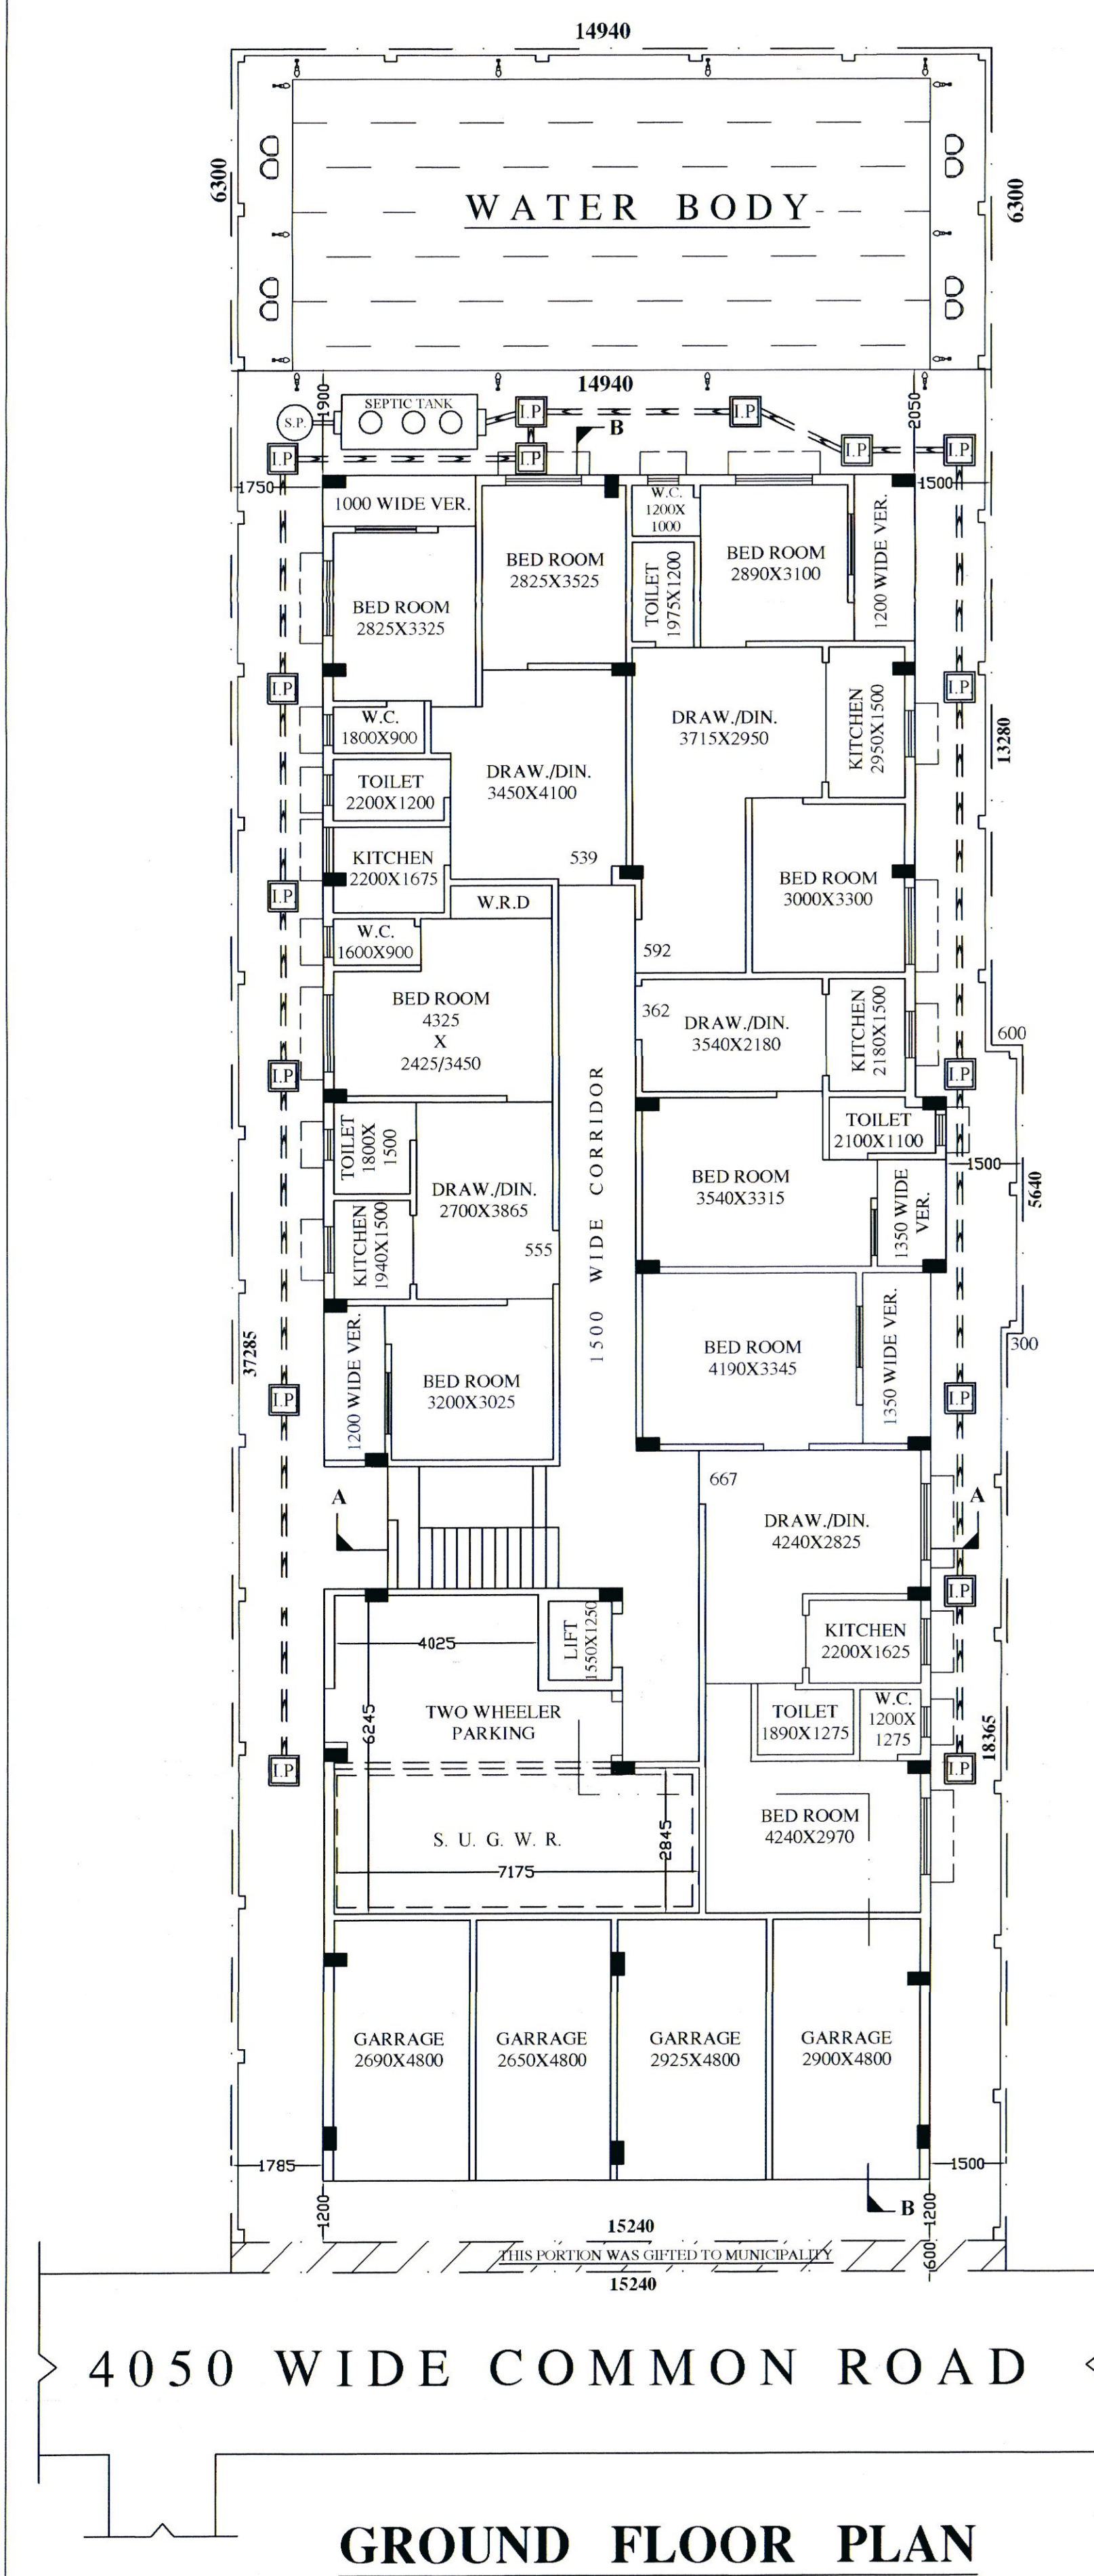 14940
6300
6300
WATER BODY
14940
1900
SEPTIC TANK
S.P.
I.P.
I.P.
2050
B
I.P
I.P.
I.P.
I.P.
1750
1500
1000 WIDE VER.
W.C.
1200X
1000
BED ROOM
2825X3525
BED ROOM
2890X3100
1200 WIDE VER.
TOILET
1975X1200
BED ROOM
2825X3325
I.P
I.P.
W.C.
1800X900
DRAW./DIN.
3715X2950
KITCHEN
2950X1500
13280
TOILET
2200X1200
DRAW./DIN.
3450X4100
539
KITCHEN
2200X1675
BED ROOM
3000X3300
I.P
W.R.D
W.C.
1600X900
592
BED ROOM
4325
X
2425/3450
362
DRAW./DIN.
3540X2180
KITCHEN
2180X1500
600
I.P
I.P.
1500 WIDE CORRIDOR
TOILET
1800X
1500
TOILET
2100X1100
1500
DRAW./DIN.
2700X3865
BED ROOM
3540X3315
1350 WIDE
VER.
5640
KITCHEN
1940X1500
555
37285
1200 WIDE VER.
BED ROOM
3200X3025
BED ROOM
4190X3345
1350 WIDE VER.
300
I.P
I.P.
667
A
A
DRAW./DIN.
4240X2825
I.P.
4025
LIFT
1550X1250
KITCHEN
2200X1625
TWO WHEELER
PARKING
6245
TOILET
1890X1275
W.C.
1200X
1275
18365
I.P
I.P.
BED ROOM
4240X2970
S. U. G. W. R.
2845
7175
GARRAGE
2690X4800
GARRAGE
2650X4800
GARRAGE
2925X4800
GARRAGE
2900X4800
1785
1500
1200
B
1200
15240
THIS PORTION WAS GIFTED TO MUNICIPALITY
600
15240
4050 WIDE COMMON ROAD
GROUND FLOOR PLAN